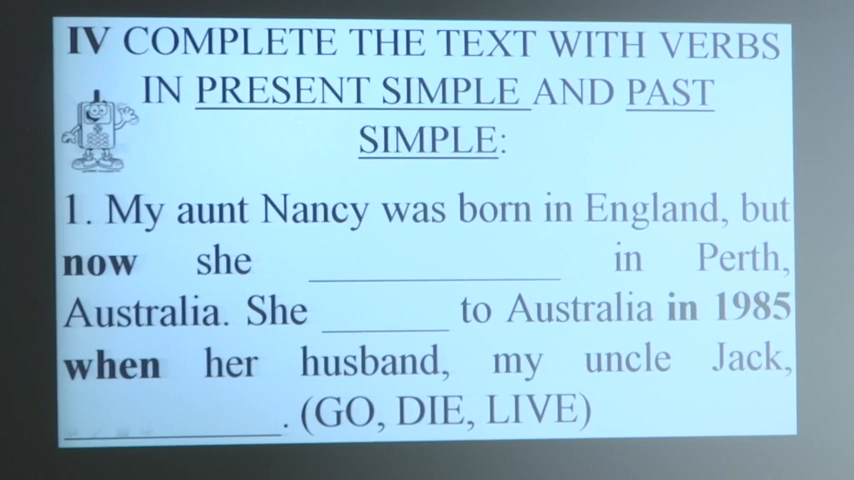 IV COMPLETE THE TEXT WITH VERBS
IN PRESENT SIMPLE AND PAST
SIMPLE:
1. My aunt Nancy was born in England, but
now she ____________ in Perth,
Australia. She ______ to Australia in 1985
when her husband, my uncle Jack,
__________. (GO, DIE, LIVE)